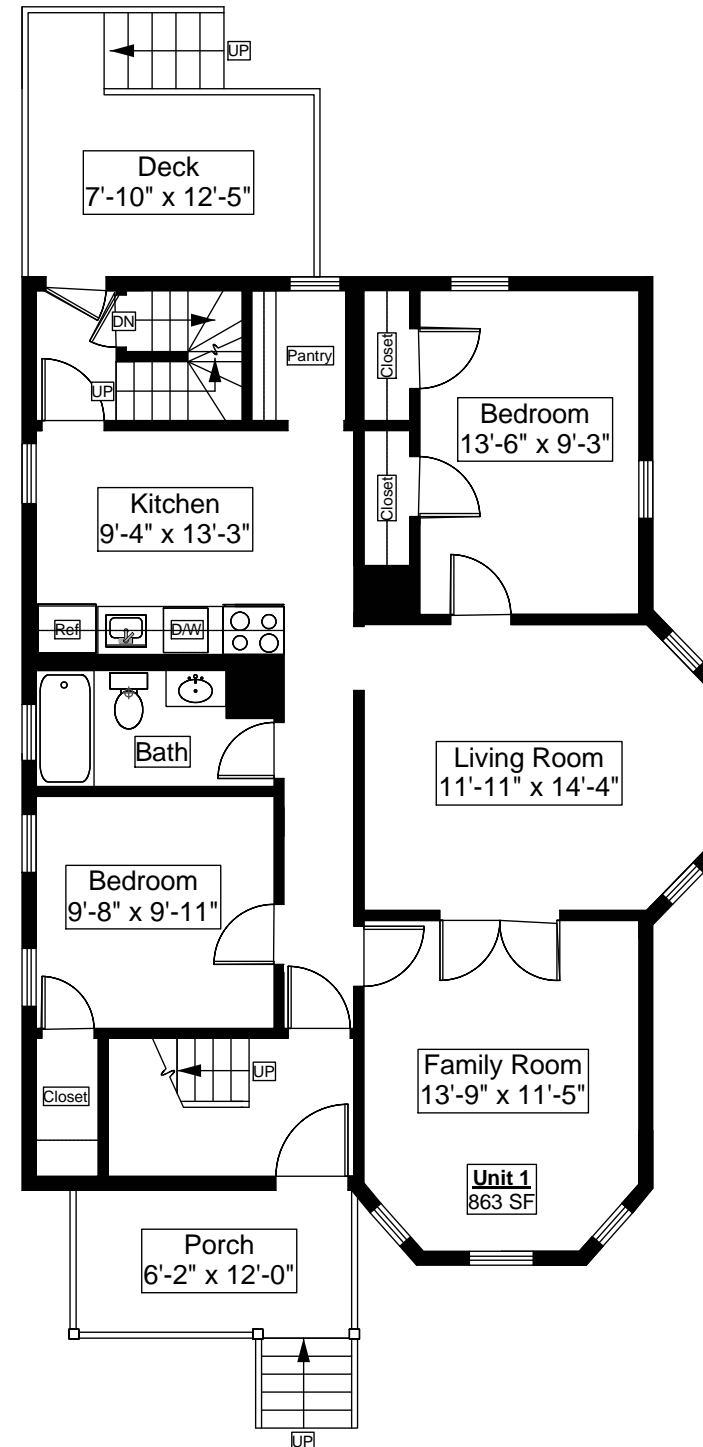 UP
Deck
7'-10" x 12'-5"
DN
UP
Pantry
Closet
Bedroom
13'-6" x 9'-3"
Kitchen
9'-4" x 13'-3"
Closet
Ref
D/W
Bath
Living Room
11'-11" x 14'-4"
Bedroom
9'-8" x 9'-11"
UP
Closet
Family Room
13'-9" x 11'-5"
Unit 1
863 SF
Porch
6'-2" x 12'-0"
UP